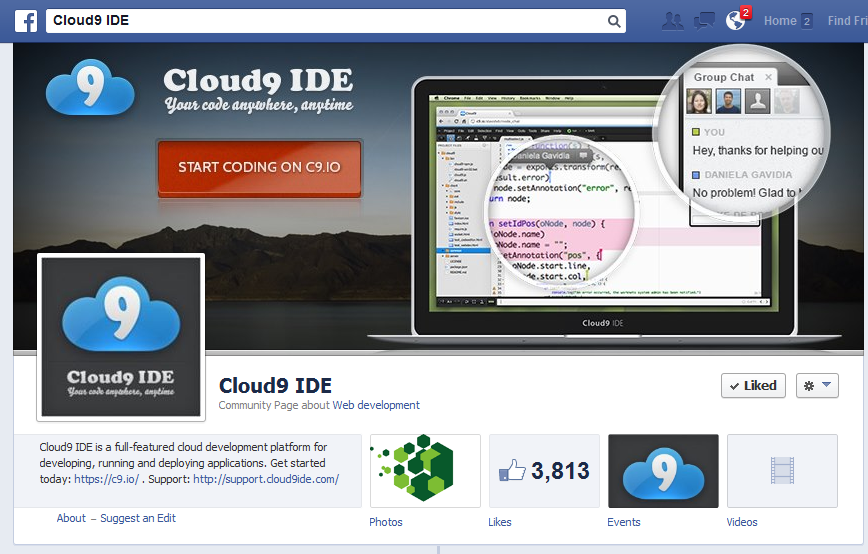 Cloud9 IDE
2
Home 2 Find Fri
9
Cloud9 IDE
Your code anywhere, anytime
START CODING ON C9.IO
Group Chat ×
YOU
Hey, thanks for helping ou
DANIELA GAVIDIA
No problem! Glad to
Daniela Gavidia
node = exports.transform(res
result.error)
node.setAnnotation("error", re
urn node;
n setIdPos(oNode, node) {
oNode.name)
oNode.name = "";
etAnnotation("pos", {
oNode.start.line,
node.start.col,
Cloud9 IDE
9
Cloud9 IDE
Your code anywhere, anytime
Cloud9 IDE
Community Page about Web development
Liked
Cloud9 IDE is a full-featured cloud development platform for
developing, running and deploying applications. Get started
today: https://c9.io/ . Support: http://support.cloud9ide.com/
About – Suggest an Edit
3,813
9
Photos
Likes
Events
Videos